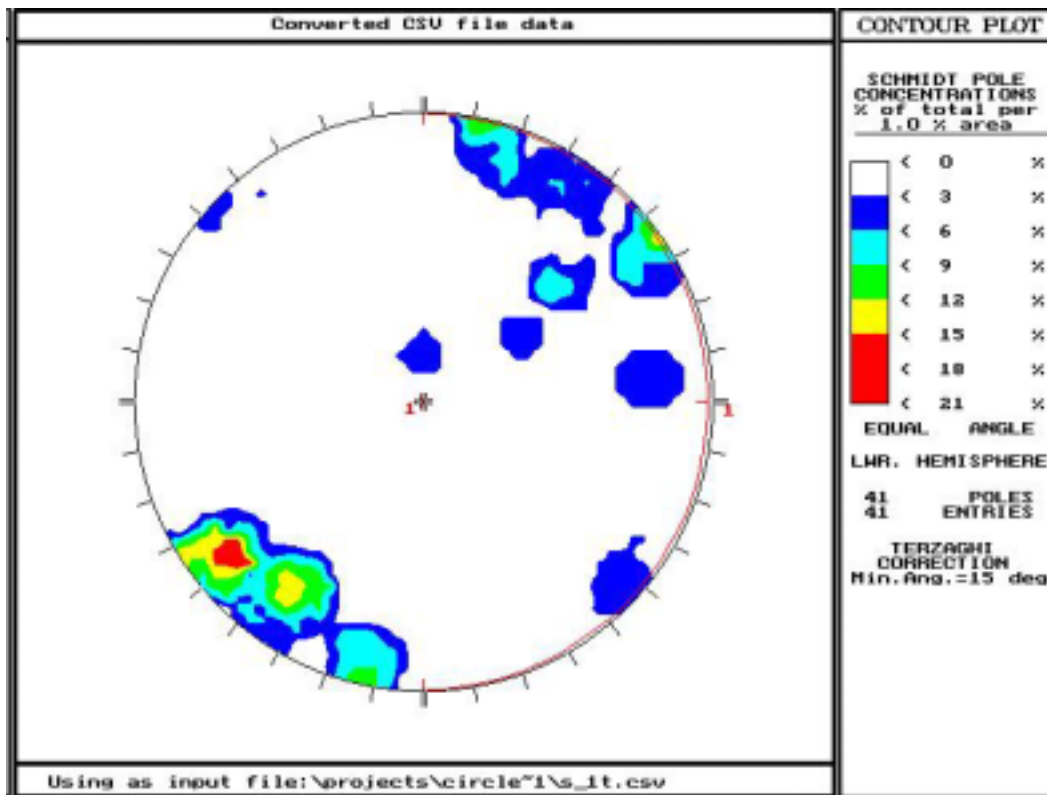 Converted CSV file data
CONTOUR PLOT
SCHMIDT POLE
CONCENTRATIONS
% of total per
1.0 % area
< 0 %
< 3 %
< 6 %
< 9 %
< 12 %
< 15 %
< 18 %
< 21 %
EQUAL ANGLE
LWR. HEMISPHERE
41 POLES
41 ENTRIES
TERZAGHI
CORRECTION
Min.Ang.=15 deg
1
1
Using as input file:\projects\circle~1\s_1t.csv